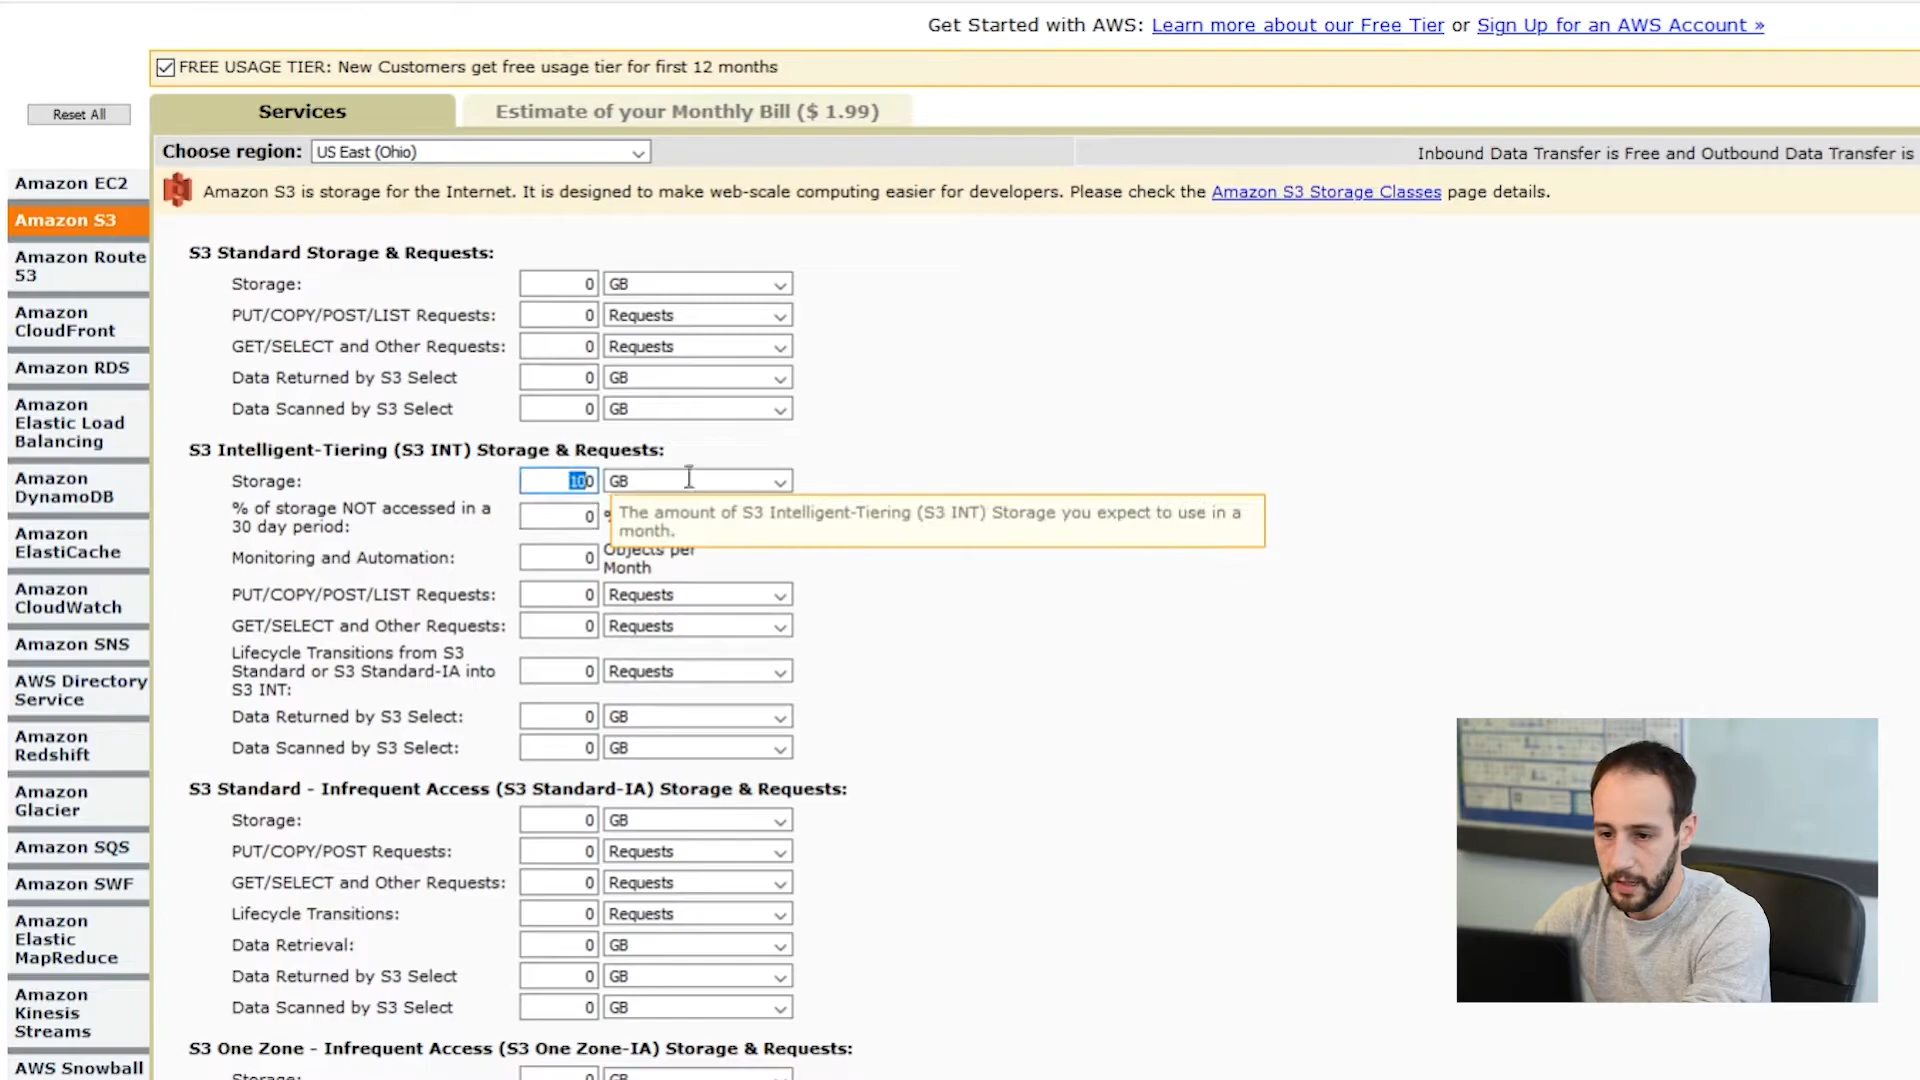 Get Started with AWS: Learn more about our Free Tier or Sign Up for an AWS Account »
FREE USAGE TIER: New Customers get free usage tier for first 12 months
Reset All
Services
Estimate of your Monthly Bill ($ 1.99)
Choose region: US East (Ohio)
Inbound Data Transfer is Free and Outbound Data Transfer is
Amazon S3 is storage for the Internet. It is designed to make web-scale computing easier for developers. Please check the Amazon S3 Storage Classes page details.
Amazon EC2
Amazon S3
Amazon Route
53
Amazon
CloudFront
Amazon RDS
Amazon
Elastic Load
Balancing
Amazon
DynamoDB
Amazon
ElastiCache
Amazon
CloudWatch
Amazon SNS
AWS Directory
Service
Amazon
Redshift
Amazon
Glacier
Amazon SQS
Amazon SWF
Amazon
Elastic
MapReduce
Amazon
Kinesis
Streams
AWS Snowball
S3 Standard Storage & Requests:
Storage: 0 GB
PUT/COPY/POST/LIST Requests: 0 Requests
GET/SELECT and Other Requests: 0 Requests
Data Returned by S3 Select 0 GB
Data Scanned by S3 Select 0 GB
S3 Intelligent-Tiering (S3 INT) Storage & Requests:
Storage: 100 GB
% of storage NOT accessed in a
30 day period: 0
The amount of S3 Intelligent-Tiering (S3 INT) Storage you expect to use in a
month.
Monitoring and Automation: 0 Objects per
Month
PUT/COPY/POST/LIST Requests: 0 Requests
GET/SELECT and Other Requests: 0 Requests
Lifecycle Transitions from S3
Standard or S3 Standard-IA into
S3 INT: 0 Requests
Data Returned by S3 Select: 0 GB
Data Scanned by S3 Select: 0 GB
S3 Standard - Infrequent Access (S3 Standard-IA) Storage & Requests:
Storage: 0 GB
PUT/COPY/POST Requests: 0 Requests
GET/SELECT and Other Requests: 0 Requests
Lifecycle Transitions: 0 Requests
Data Retrieval: 0 GB
Data Returned by S3 Select 0 GB
Data Scanned by S3 Select 0 GB
S3 One Zone - Infrequent Access (S3 One Zone-IA) Storage & Requests:
Storage: 0 GB